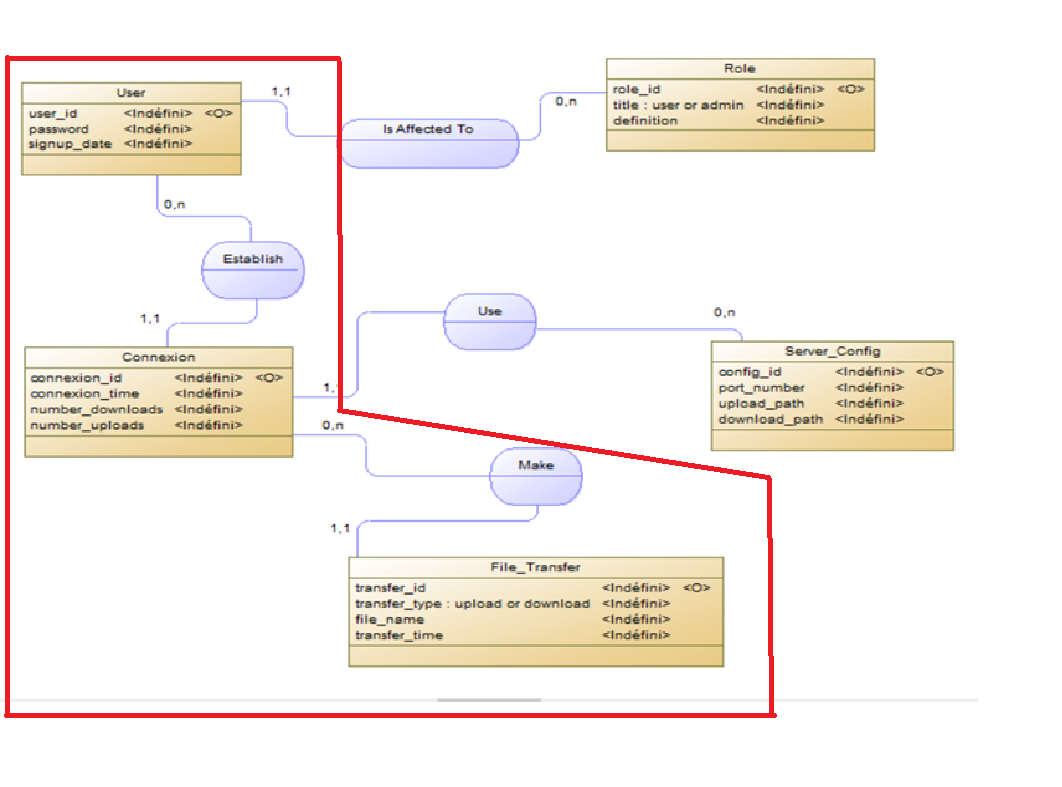 User
user_id <Indéfini> <O>
password <Indéfini>
signup_date <Indéfini>
1,1
Is Affected To
0,n
Role
role_id <Indéfini> <O>
title : user or admin <Indéfini>
definition <Indéfini>
0,n
Establish
1,1
Connexion
connexion_id <Indéfini> <O>
connexion_time <Indéfini>
number_downloads <Indéfini>
number_uploads <Indéfini>
1,
Use
0,n
Server_Config
config_id <Indéfini> <O>
port_number <Indéfini>
upload_path <Indéfini>
download_path <Indéfini>
0,n
Make
1,1
File_Transfer
transfer_id <Indéfini> <O>
transfer_type : upload or download <Indéfini>
file_name <Indéfini>
transfer_time <Indéfini>